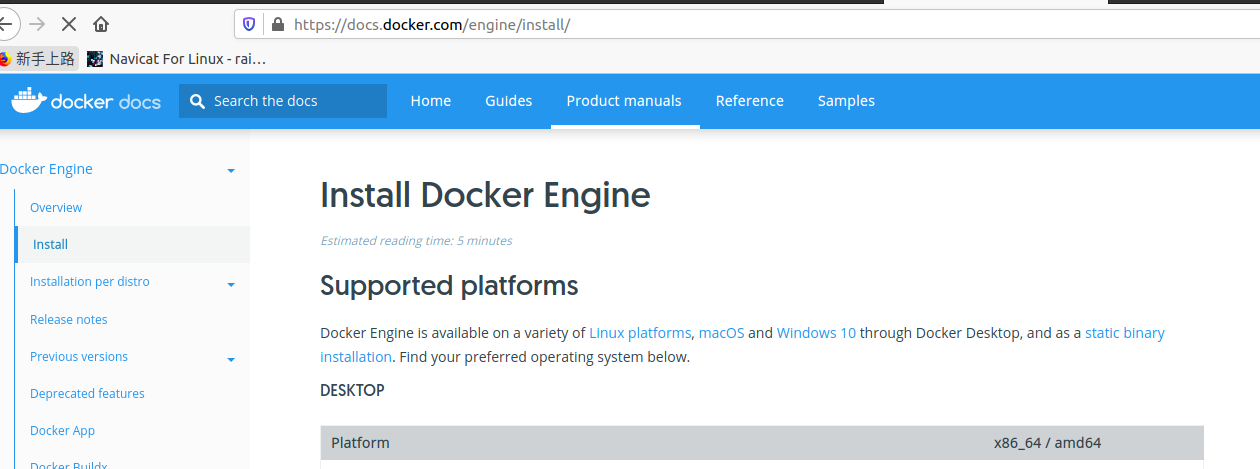 https://docs.docker.com/engine/install/
新手上路 Navicat For Linux - rai…
docker docs Search the docs Home Guides Product manuals Reference Samples
Docker Engine
Overview
Install
Installation per distro
Release notes
Previous versions
Deprecated features
Docker App
Docker Buildx
Install Docker Engine
Estimated reading time: 5 minutes
Supported platforms
Docker Engine is available on a variety of Linux platforms, macOS and Windows 10 through Docker Desktop, and as a static binary
installation. Find your preferred operating system below.
DESKTOP
Platform x86_64 / amd64